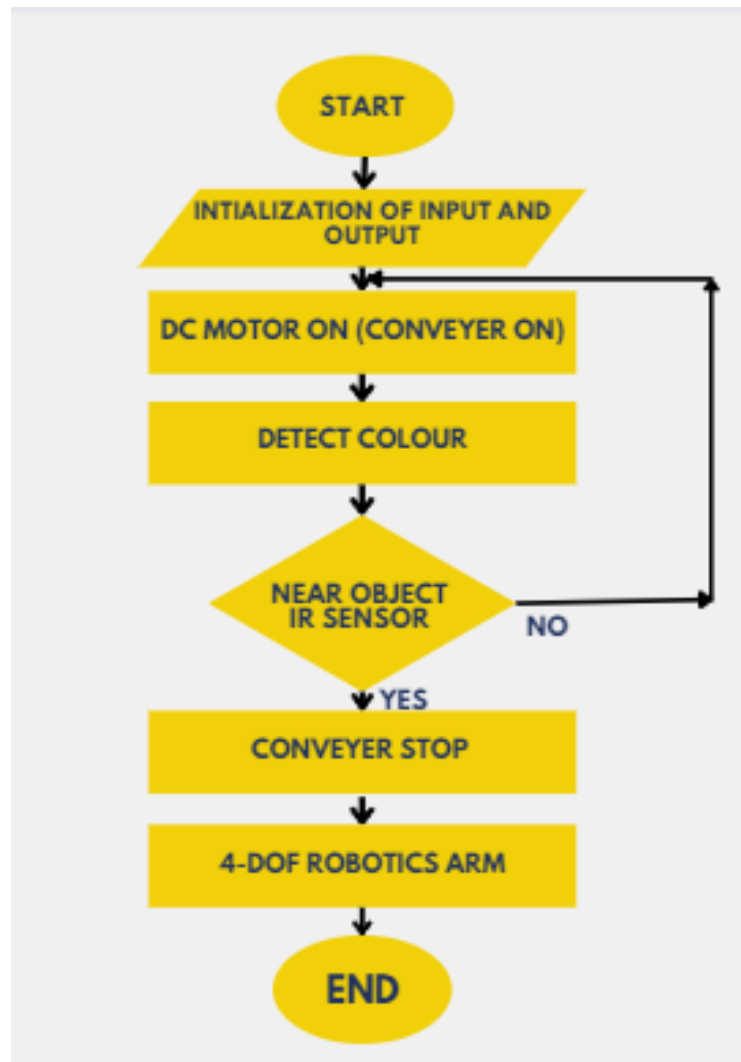 START
INTIALIZATION OF INPUT AND
OUTPUT
DC MOTOR ON (CONVEYER ON)
DETECT COLOUR
NEAR OBJECT
IR SENSOR
NO
YES
CONVEYER STOP
4-DOF ROBOTICS ARM
END